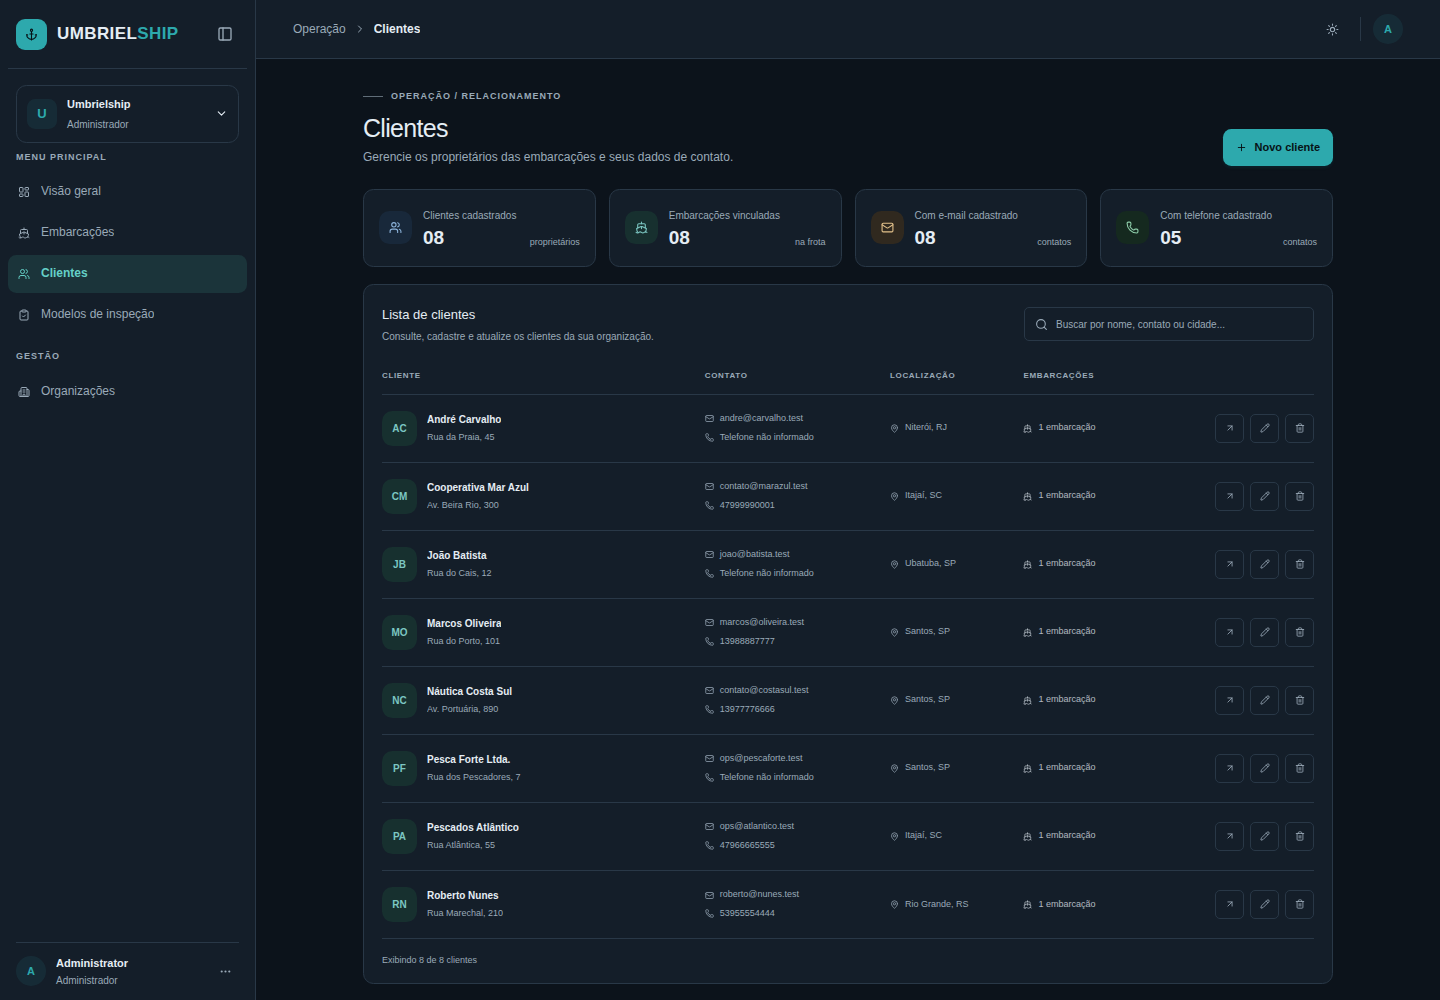 UMBRIELSHIP
U
Umbrielship
Administrador
MENU PRINCIPAL
Visão geral
Embarcações
Clientes
Modelos de inspeção
GESTÃO
Organizações
A
Administrator
Administrador
Operação
Clientes
A
OPERAÇÃO / RELACIONAMENTO
Clientes
Gerencie os proprietários das embarcações e seus dados de contato.
Novo cliente
Clientes cadastrados
08
proprietários
Embarcações vinculadas
08
na frota
Com e-mail cadastrado
08
contatos
Com telefone cadastrado
05
contatos
Lista de clientes
Consulte, cadastre e atualize os clientes da sua organização.
Buscar por nome, contato ou cidade...
CLIENTE CONTATO LOCALIZAÇÃO EMBARCAÇÕES
AC
André Carvalho
Rua da Praia, 45
andre@carvalho.test
Telefone não informado
Niterói, RJ
1 embarcação
CM
Cooperativa Mar Azul
Av. Beira Rio, 300
contato@marazul.test
47999990001
Itajaí, SC
1 embarcação
JB
João Batista
Rua do Cais, 12
joao@batista.test
Telefone não informado
Ubatuba, SP
1 embarcação
MO
Marcos Oliveira
Rua do Porto, 101
marcos@oliveira.test
13988887777
Santos, SP
1 embarcação
NC
Náutica Costa Sul
Av. Portuária, 890
contato@costasul.test
13977776666
Santos, SP
1 embarcação
PF
Pesca Forte Ltda.
Rua dos Pescadores, 7
ops@pescaforte.test
Telefone não informado
Santos, SP
1 embarcação
PA
Pescados Atlântico
Rua Atlântica, 55
ops@atlantico.test
47966665555
Itajaí, SC
1 embarcação
RN
Roberto Nunes
Rua Marechal, 210
roberto@nunes.test
53955554444
Rio Grande, RS
1 embarcação
Exibindo 8 de 8 clientes